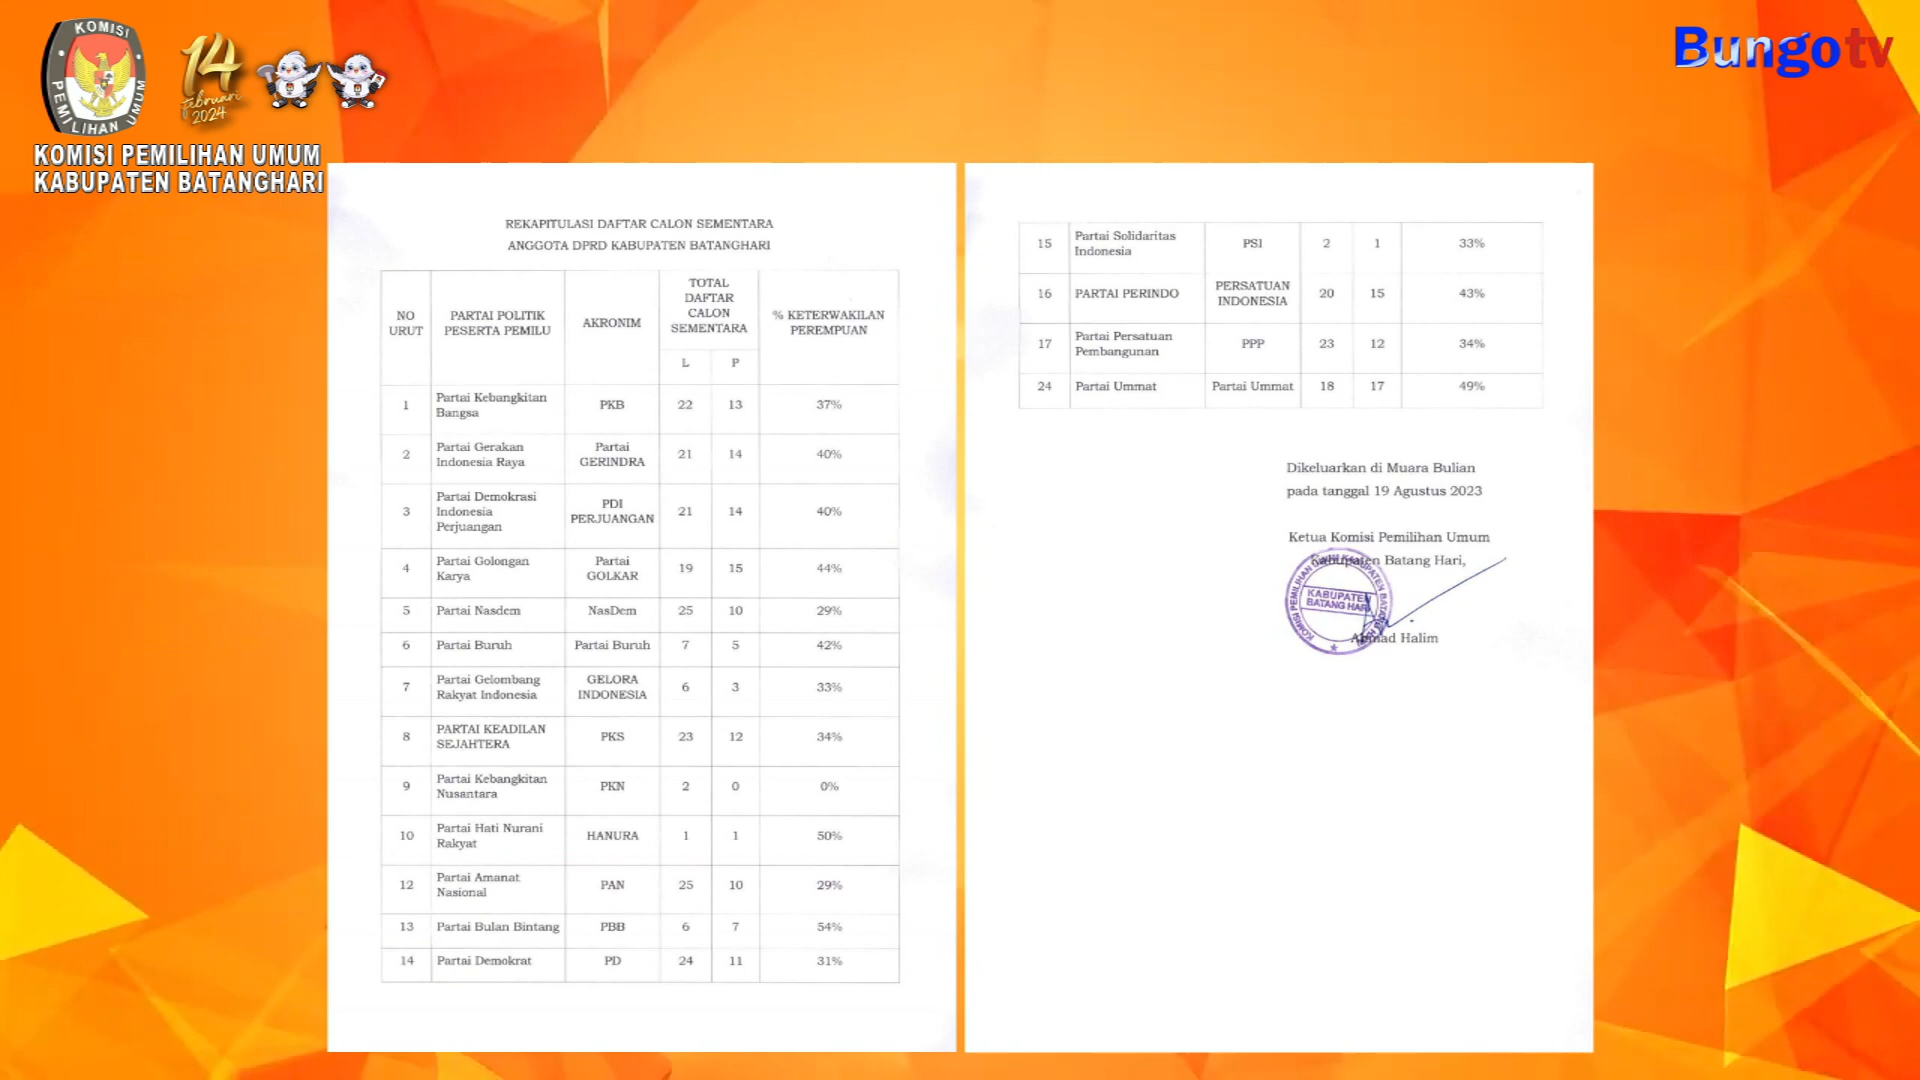 KOMISI
PEMILIHAN UMUM
14
Februari
2024
KOMISI PEMILIHAN UMUM
KABUPATEN BATANGHARI
Bungo tv
REKAPITULASI DAFTAR CALON SEMENTARA
ANGGOTA DPRD KABUPATEN BATANGHARI
NO URUT PARTAI POLITIK PESERTA PEMILU AKRONIM TOTAL DAFTAR CALON SEMENTARA % KETERWAKILAN PEREMPUAN
L P
1 Partai Kebangkitan Bangsa PKB 22 13 37%
2 Partai Gerakan Indonesia Raya Partai GERINDRA 21 14 40%
3 Partai Demokrasi Indonesia Perjuangan PDI PERJUANGAN 21 14 40%
4 Partai Golongan Karya Partai GOLKAR 19 15 44%
5 Partai Nasdem NasDem 25 10 29%
6 Partai Buruh Partai Buruh 7 5 42%
7 Partai Gelombang Rakyat Indonesia GELORA INDONESIA 6 3 33%
8 PARTAI KEADILAN SEJAHTERA PKS 23 12 34%
9 Partai Kebangkitan Nusantara PKN 2 0 0%
10 Partai Hati Nurani Rakyat HANURA 1 1 50%
12 Partai Amanat Nasional PAN 25 10 29%
13 Partai Bulan Bintang PBB 6 7 54%
14 Partai Demokrat PD 24 11 31%
15 Partai Solidaritas Indonesia PSI 2 1 33%
16 PARTAI PERINDO PERSATUAN INDONESIA 20 15 43%
17 Partai Persatuan Pembangunan PPP 23 12 34%
24 Partai Ummat Partai Ummat 18 17 49%
Dikeluarkan di Muara Bulian
pada tanggal 19 Agustus 2023
Ketua Komisi Pemilihan Umum
Kabupaten Batang Hari,
KABUPATEN
BATANG HARI
Ahmad Halim